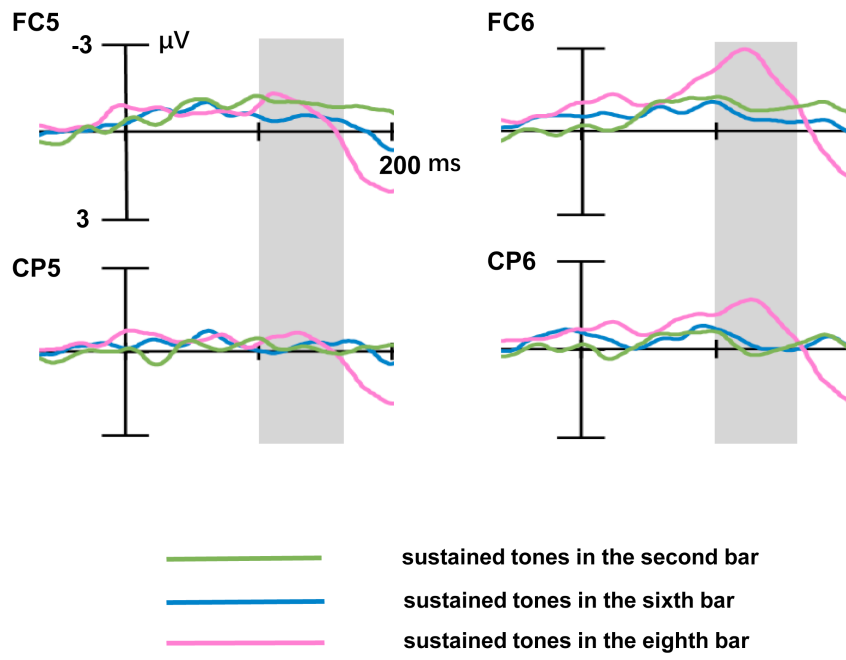 FC5
-3 µV
3
200 ms
FC6
CP5
CP6
sustained tones in the second bar
sustained tones in the sixth bar
sustained tones in the eighth bar